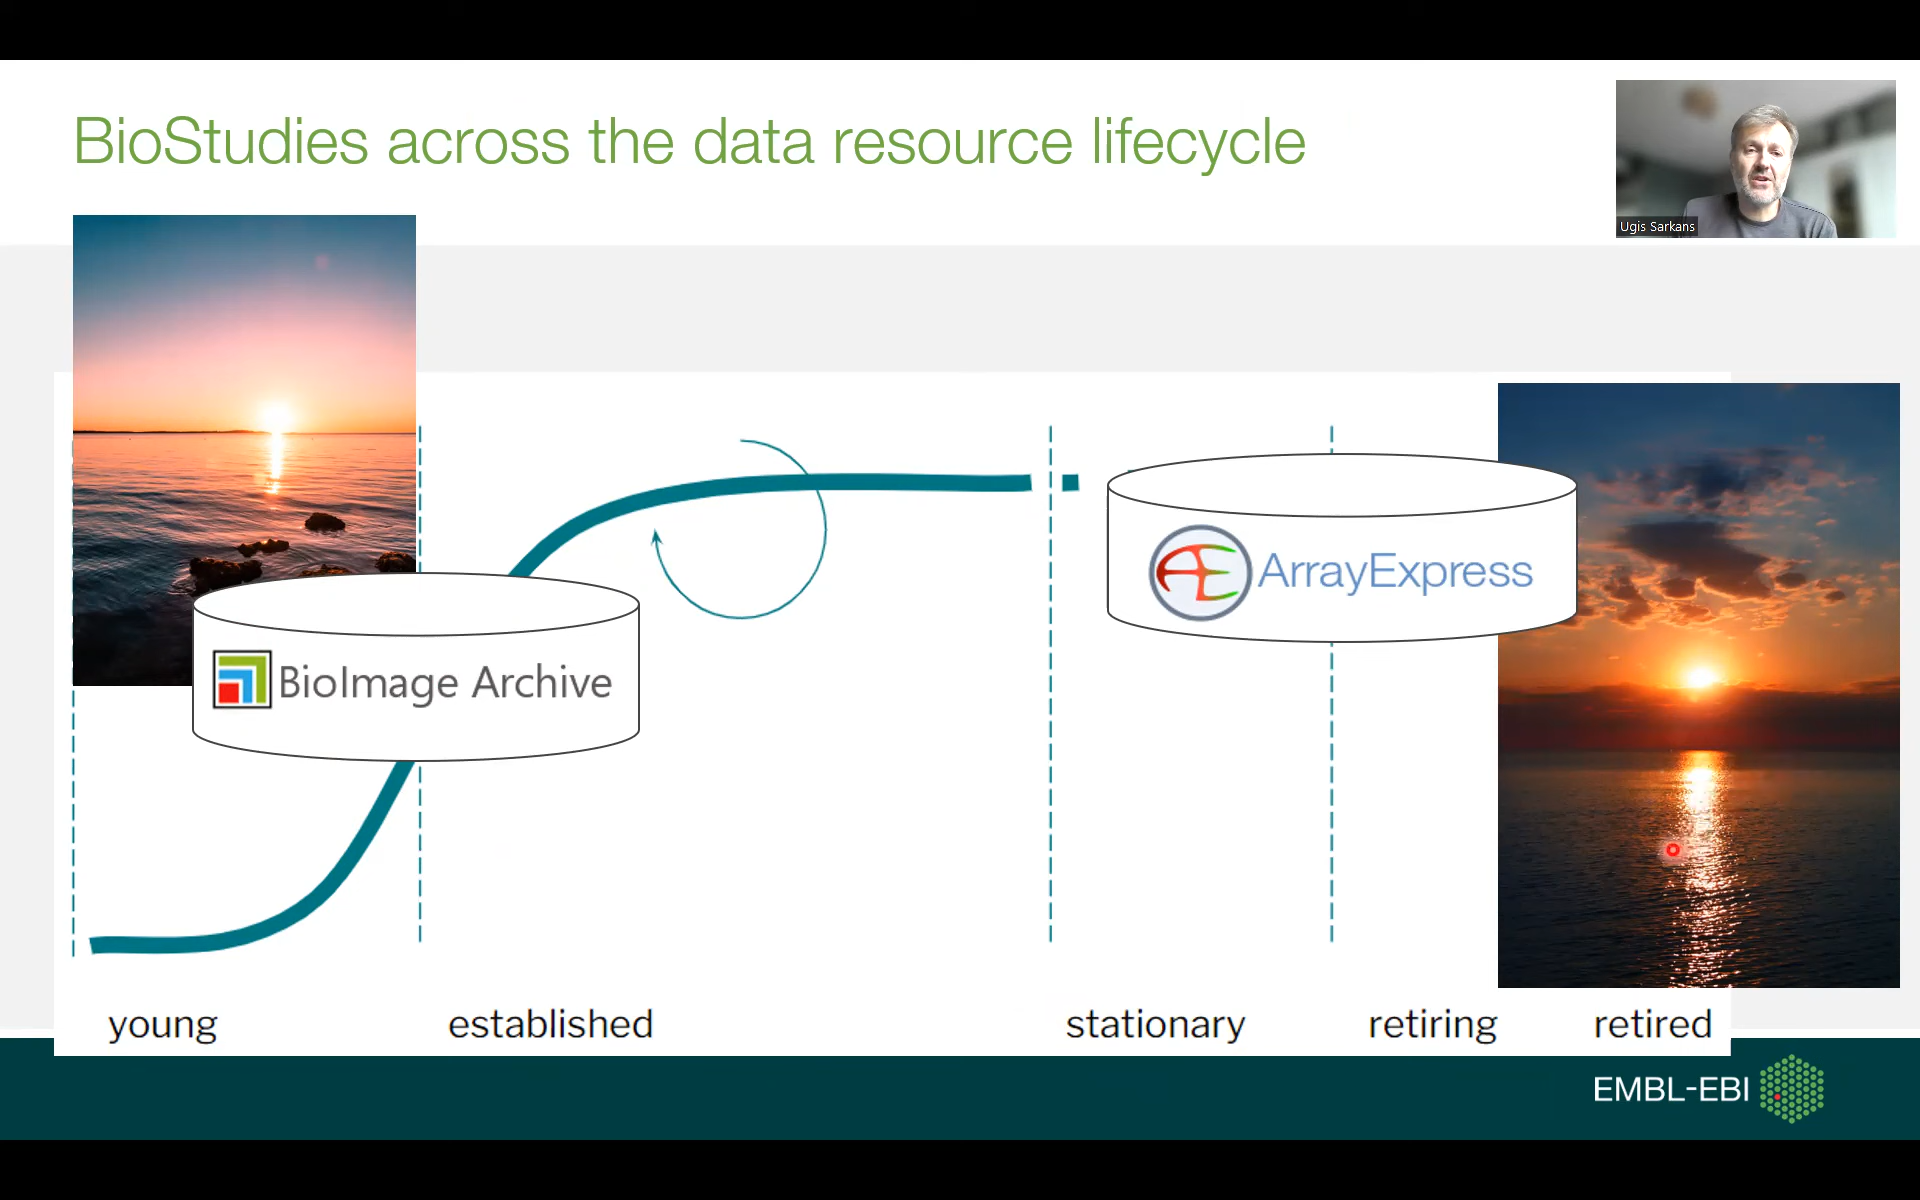 BioStudies across the data resource lifecycle
Ugis Sarkans
ArrayExpress
BioImage Archive
young
established
stationary
retiring
retired
EMBL-EBI